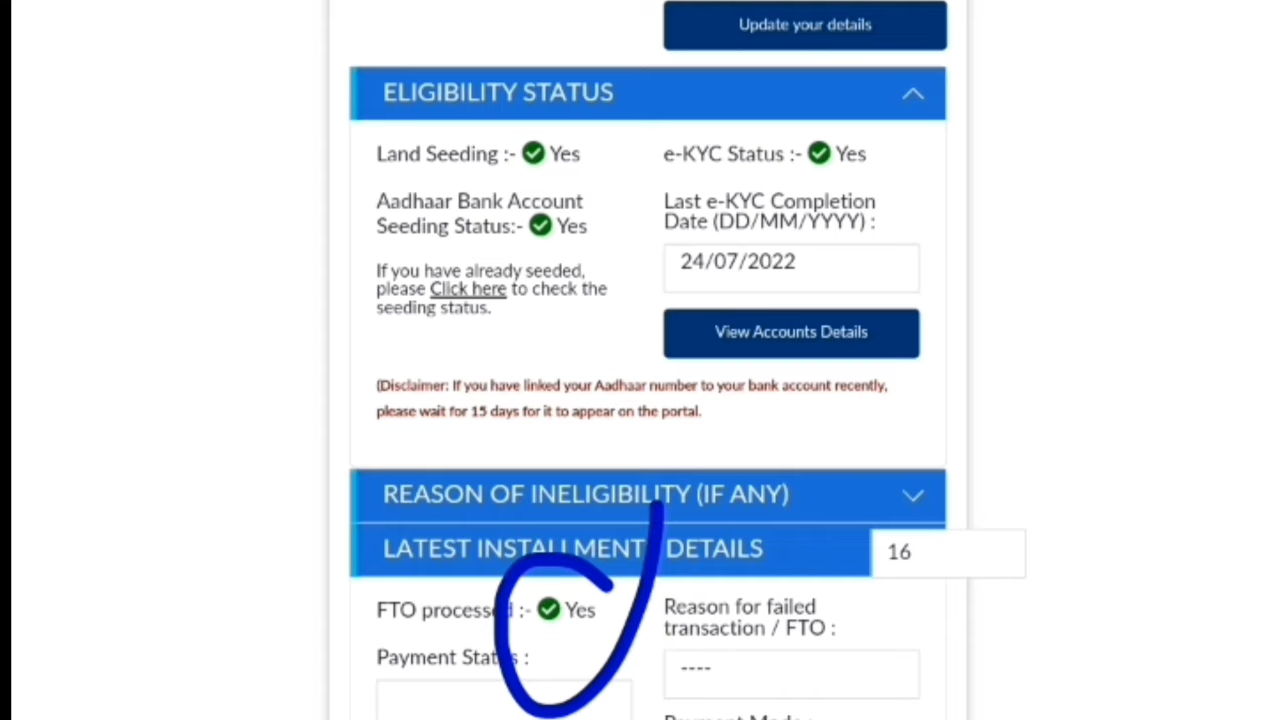 Update your details
ELIGIBILITY STATUS
Land Seeding :- Yes
e-KYC Status :- Yes
Aadhaar Bank Account
Seeding Status:- Yes
Last e-KYC Completion
Date (DD/MM/YYYY) :
24/07/2022
If you have already seeded,
please Click here to check the
seeding status.
View Accounts Details
(Disclaimer: If you have linked your Aadhaar number to your bank account recently,
please wait for 15 days for it to appear on the portal.
REASON OF INELIGIBILITY (IF ANY)
LATEST INSTALLMENT DETAILS
16
FTO processed :- Yes
Reason for failed
transaction / FTO :
----
Payment Status :
Payment Mode :